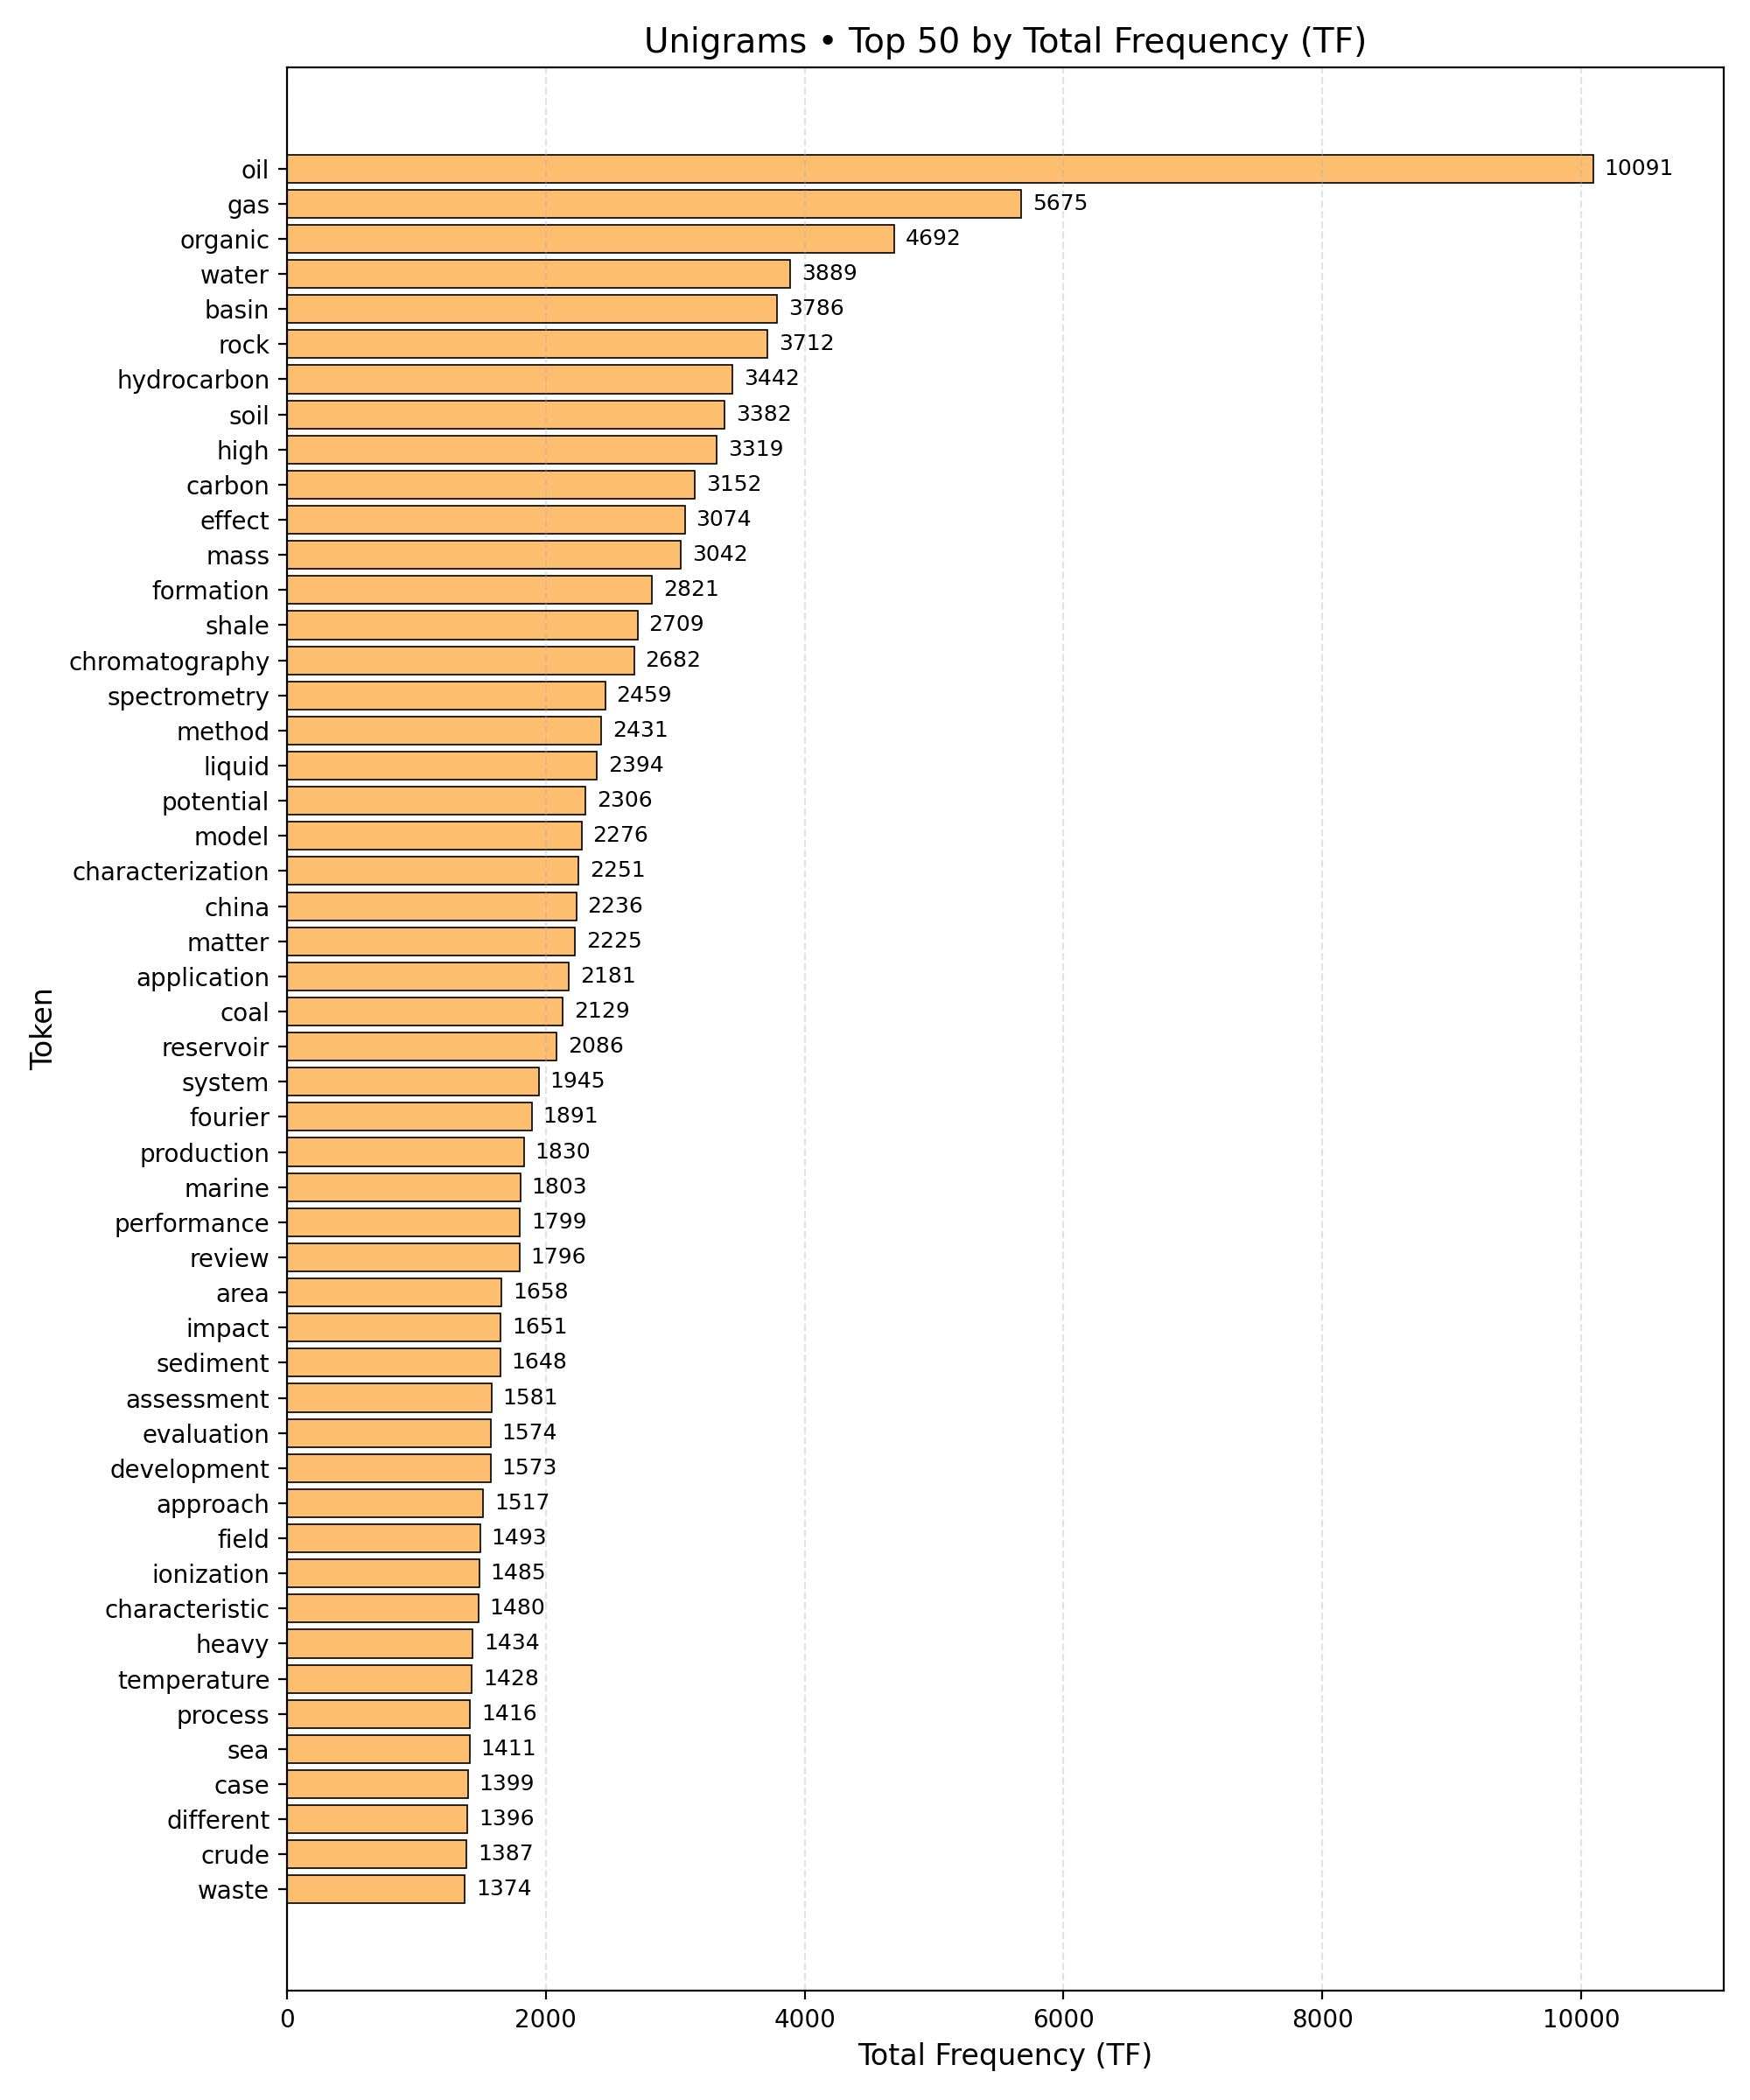 Unigrams • Top 50 by Total Frequency (TF)
oil 10091
gas 5675
organic 4692
water 3889
basin 3786
rock 3712
hydrocarbon 3442
soil 3382
high 3319
carbon 3152
effect 3074
mass 3042
formation 2821
shale 2709
chromatography 2682
spectrometry 2459
method 2431
liquid 2394
potential 2306
model 2276
characterization 2251
china 2236
matter 2225
application 2181
coal 2129
reservoir 2086
system 1945
fourier 1891
production 1830
marine 1803
performance 1799
review 1796
area 1658
impact 1651
sediment 1648
assessment 1581
evaluation 1574
development 1573
approach 1517
field 1493
ionization 1485
characteristic 1480
heavy 1434
temperature 1428
process 1416
sea 1411
case 1399
different 1396
crude 1387
waste 1374
Token
0 2000 4000 6000 8000 10000
Total Frequency (TF)